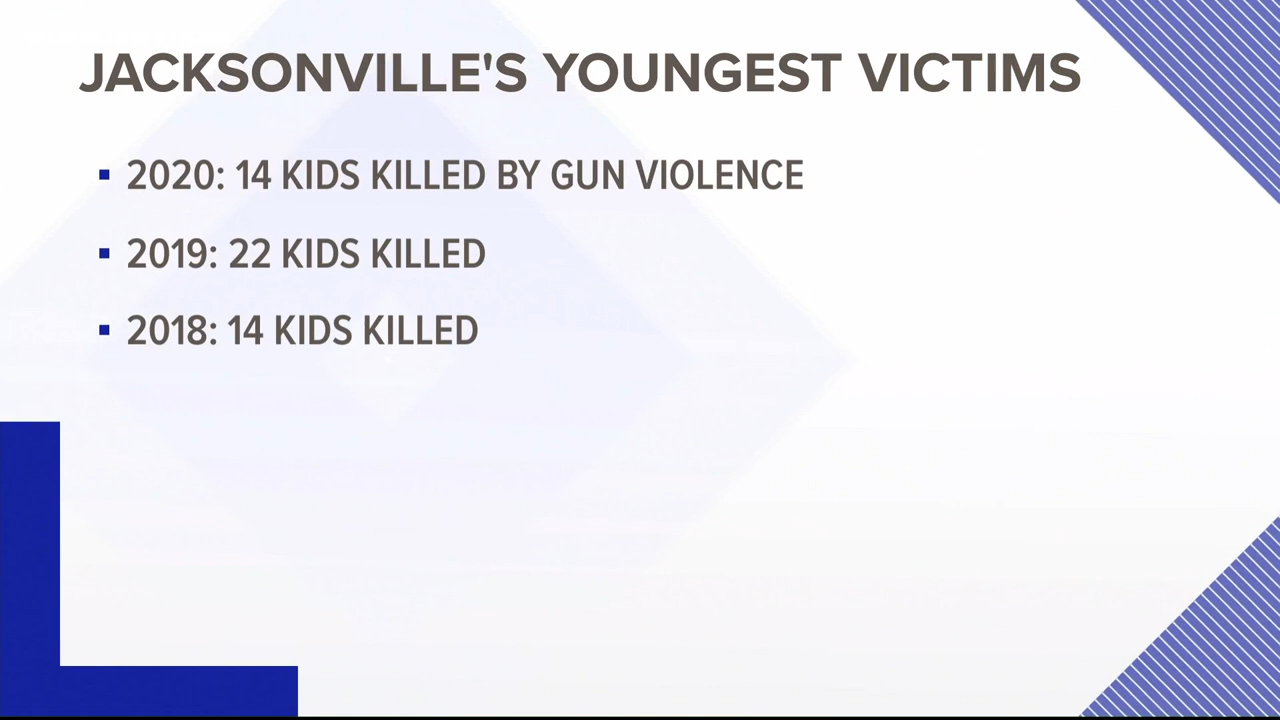 JACKSONVILLE'S YOUNGEST VICTIMS
▪ 2020: 14 KIDS KILLED BY GUN VIOLENCE
▪ 2019: 22 KIDS KILLED
▪ 2018: 14 KIDS KILLED